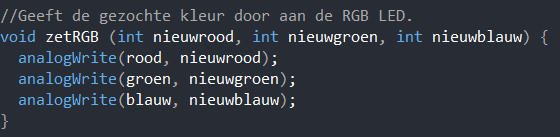 //Geeft de gezochte kleur door aan de RGB LED.
void zetRGB (int nieuwrood, int nieuwgroen, int nieuwblauw) {
  analogWrite(rood, nieuwrood);
  analogWrite(groen, nieuwgroen);
  analogWrite(blauw, nieuwblauw);
}